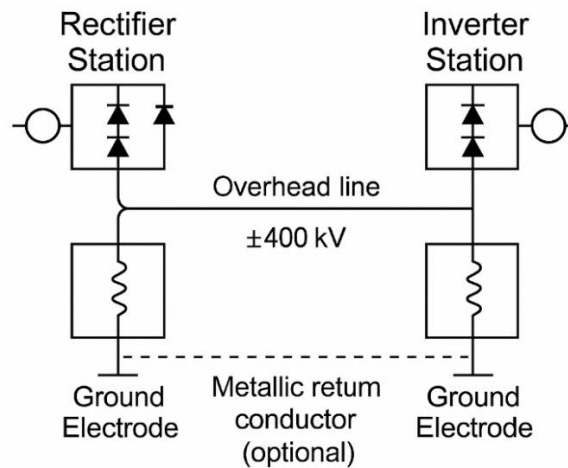 Rectifier
Station
Inverter
Station
Overhead line
±400 kV
Ground
Electrode
Metallic retum
conductor
(optional)
Ground
Electrode